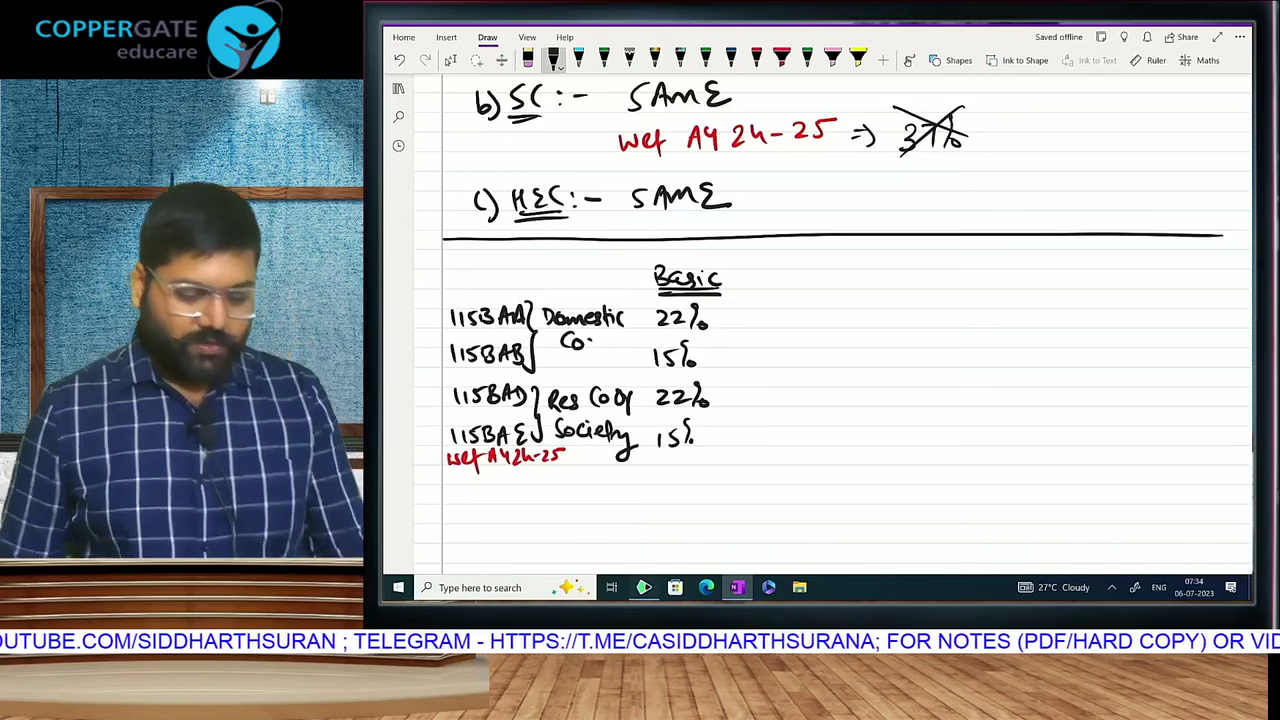 COPPERGATE
educare
Home Insert Draw View Help
Saved offline
Share
Shapes
Ink to Shape
Ink to Text
Ruler
Maths
b) SC :- SAME
wef AY 24-25 => 37%
c) HEC :- SAME
Basic
115BAA Domestic 22%
Co.
115BAB 15%
115BAD Res CoOp 22%
115BAE Society 15%
wef AY 24-25
Type here to search
27°C Cloudy
ENG
07:34
06-07-2023
OUTUBE.COM/SIDDHARTHSURAN ; TELEGRAM - HTTPS://T.ME/CASIDDHARTHSURANA; FOR NOTES (PDF/HARD COPY) OR VID